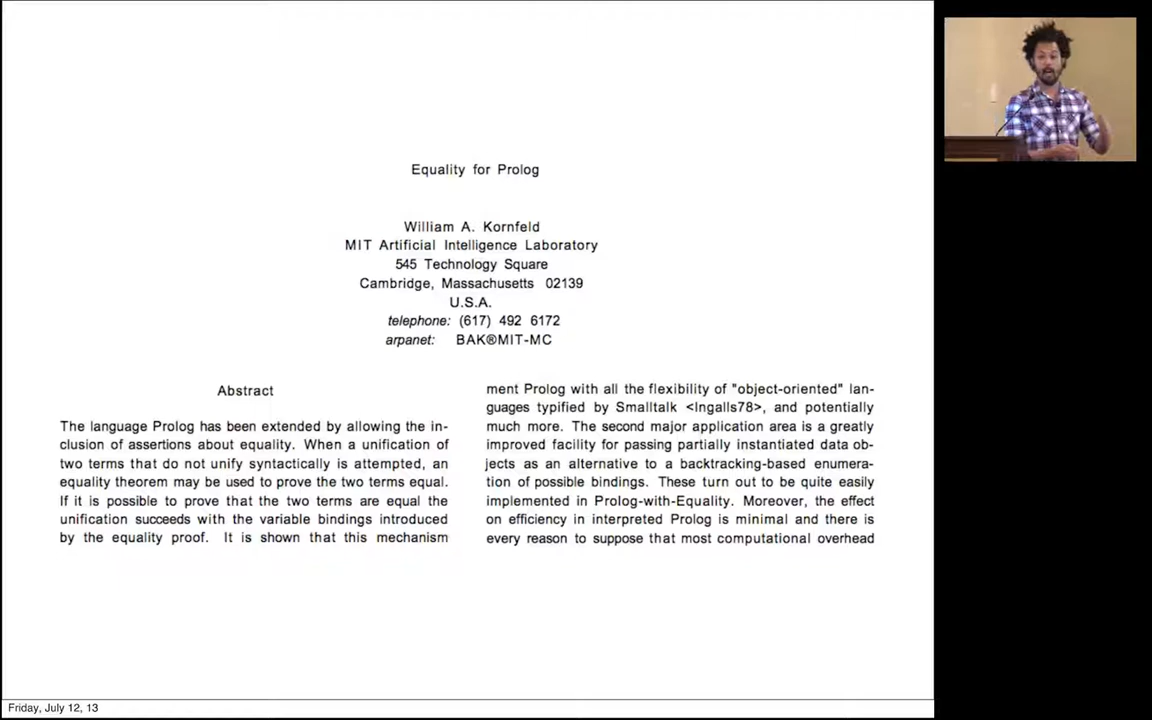 Equality for Prolog
William A. Kornfeld
MIT Artificial Intelligence Laboratory
545 Technology Square
Cambridge, Massachusetts 02139
U.S.A.
telephone: (617) 492 6172
arpanet: BAK®MIT-MC
Abstract
The language Prolog has been extended by allowing the in-
clusion of assertions about equality. When a unification of
two terms that do not unify syntactically is attempted, an
equality theorem may be used to prove the two terms equal.
If it is possible to prove that the two terms are equal the
unification succeeds with the variable bindings introduced
by the equality proof. It is shown that this mechanism
ment Prolog with all the flexibility of "object-oriented" lan-
guages typified by Smalltalk <Ingalls78>, and potentially
much more. The second major application area is a greatly
improved facility for passing partially instantiated data ob-
jects as an alternative to a backtracking-based enumera-
tion of possible bindings. These turn out to be quite easily
implemented in Prolog-with-Equality. Moreover, the effect
on efficiency in interpreted Prolog is minimal and there is
every reason to suppose that most computational overhead
Friday, July 12, 13